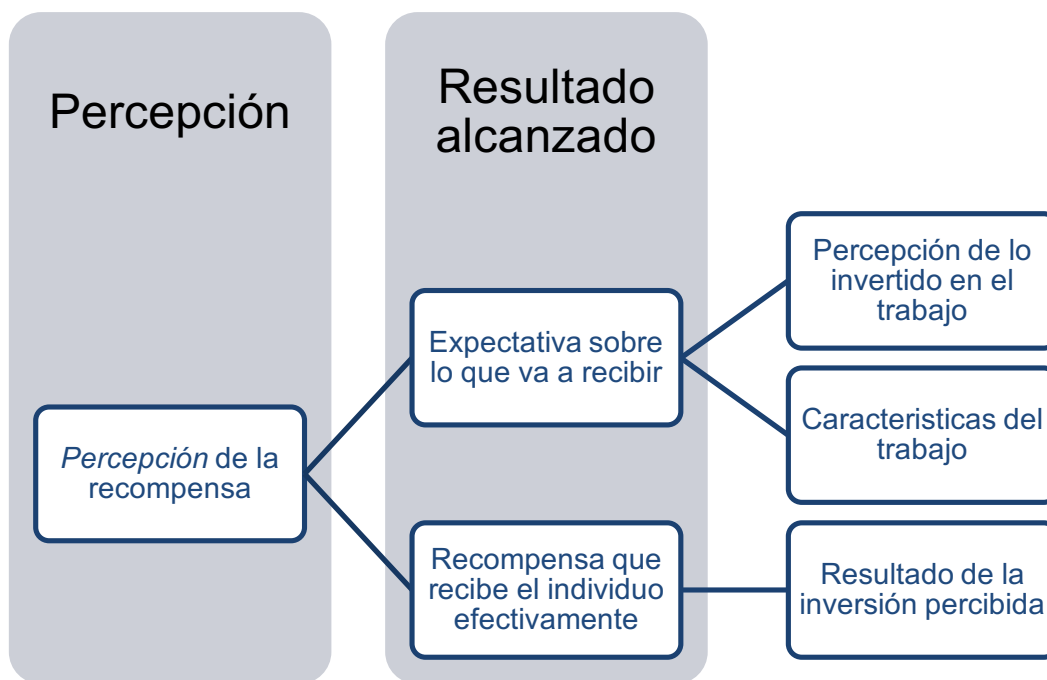 Percepción
Resultado
alcanzado
Percepción de la
recompensa
Expectativa sobre
lo que va a recibir
Recompensa que
recibe el individuo
efectivamente
Percepción de lo
invertido en el
trabajo
Caracteristicas del
trabajo
Resultado de la
inversión percibida